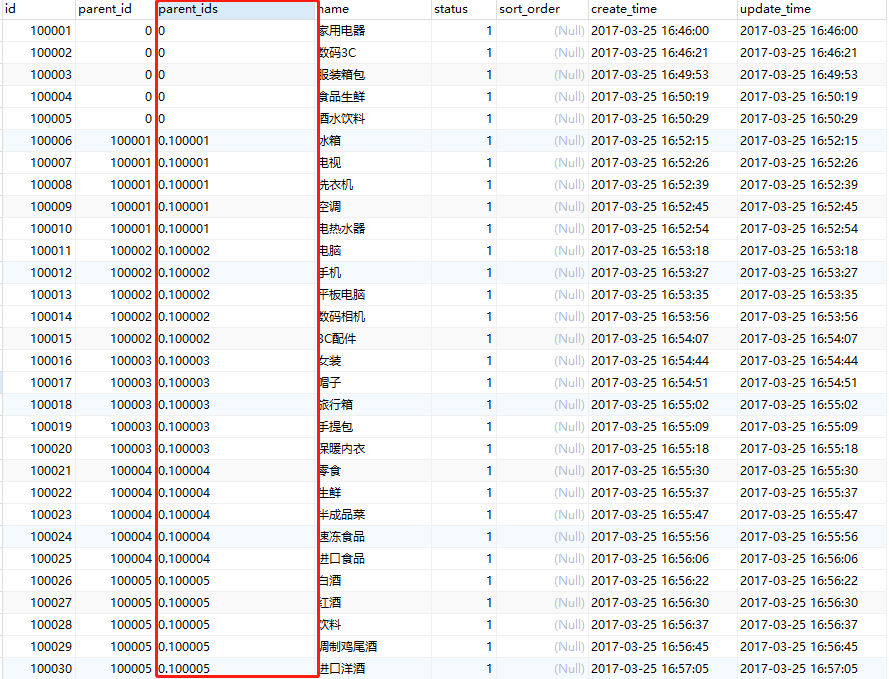 id parent_id parent_ids name status sort_order create_time update_time
100001 0 0 家用电器 1 (Null) 2017-03-25 16:46:00 2017-03-25 16:46:00
100002 0 0 数码3C 1 (Null) 2017-03-25 16:46:21 2017-03-25 16:46:21
100003 0 0 服装箱包 1 (Null) 2017-03-25 16:49:53 2017-03-25 16:49:53
100004 0 0 食品生鲜 1 (Null) 2017-03-25 16:50:19 2017-03-25 16:50:19
100005 0 0 酒水饮料 1 (Null) 2017-03-25 16:50:29 2017-03-25 16:50:29
100006 100001 0.100001 冰箱 1 (Null) 2017-03-25 16:52:15 2017-03-25 16:52:15
100007 100001 0.100001 电视 1 (Null) 2017-03-25 16:52:26 2017-03-25 16:52:26
100008 100001 0.100001 洗衣机 1 (Null) 2017-03-25 16:52:39 2017-03-25 16:52:39
100009 100001 0.100001 空调 1 (Null) 2017-03-25 16:52:45 2017-03-25 16:52:45
100010 100001 0.100001 电热水器 1 (Null) 2017-03-25 16:52:54 2017-03-25 16:52:54
100011 100002 0.100002 电脑 1 (Null) 2017-03-25 16:53:18 2017-03-25 16:53:18
100012 100002 0.100002 手机 1 (Null) 2017-03-25 16:53:27 2017-03-25 16:53:27
100013 100002 0.100002 平板电脑 1 (Null) 2017-03-25 16:53:35 2017-03-25 16:53:35
100014 100002 0.100002 数码相机 1 (Null) 2017-03-25 16:53:56 2017-03-25 16:53:56
100015 100002 0.100002 3C配件 1 (Null) 2017-03-25 16:54:07 2017-03-25 16:54:07
100016 100003 0.100003 女装 1 (Null) 2017-03-25 16:54:44 2017-03-25 16:54:44
100017 100003 0.100003 帽子 1 (Null) 2017-03-25 16:54:51 2017-03-25 16:54:51
100018 100003 0.100003 旅行箱 1 (Null) 2017-03-25 16:55:02 2017-03-25 16:55:02
100019 100003 0.100003 手提包 1 (Null) 2017-03-25 16:55:09 2017-03-25 16:55:09
100020 100003 0.100003 保暖内衣 1 (Null) 2017-03-25 16:55:18 2017-03-25 16:55:18
100021 100004 0.100004 零食 1 (Null) 2017-03-25 16:55:30 2017-03-25 16:55:30
100022 100004 0.100004 生鲜 1 (Null) 2017-03-25 16:55:37 2017-03-25 16:55:37
100023 100004 0.100004 半成品菜 1 (Null) 2017-03-25 16:55:47 2017-03-25 16:55:47
100024 100004 0.100004 速冻食品 1 (Null) 2017-03-25 16:55:56 2017-03-25 16:55:56
100025 100004 0.100004 进口食品 1 (Null) 2017-03-25 16:56:06 2017-03-25 16:56:06
100026 100005 0.100005 白酒 1 (Null) 2017-03-25 16:56:22 2017-03-25 16:56:22
100027 100005 0.100005 红酒 1 (Null) 2017-03-25 16:56:30 2017-03-25 16:56:30
100028 100005 0.100005 饮料 1 (Null) 2017-03-25 16:56:37 2017-03-25 16:56:37
100029 100005 0.100005 调制鸡尾酒 1 (Null) 2017-03-25 16:56:45 2017-03-25 16:56:45
100030 100005 0.100005 进口洋酒 1 (Null) 2017-03-25 16:57:05 2017-03-25 16:57:05